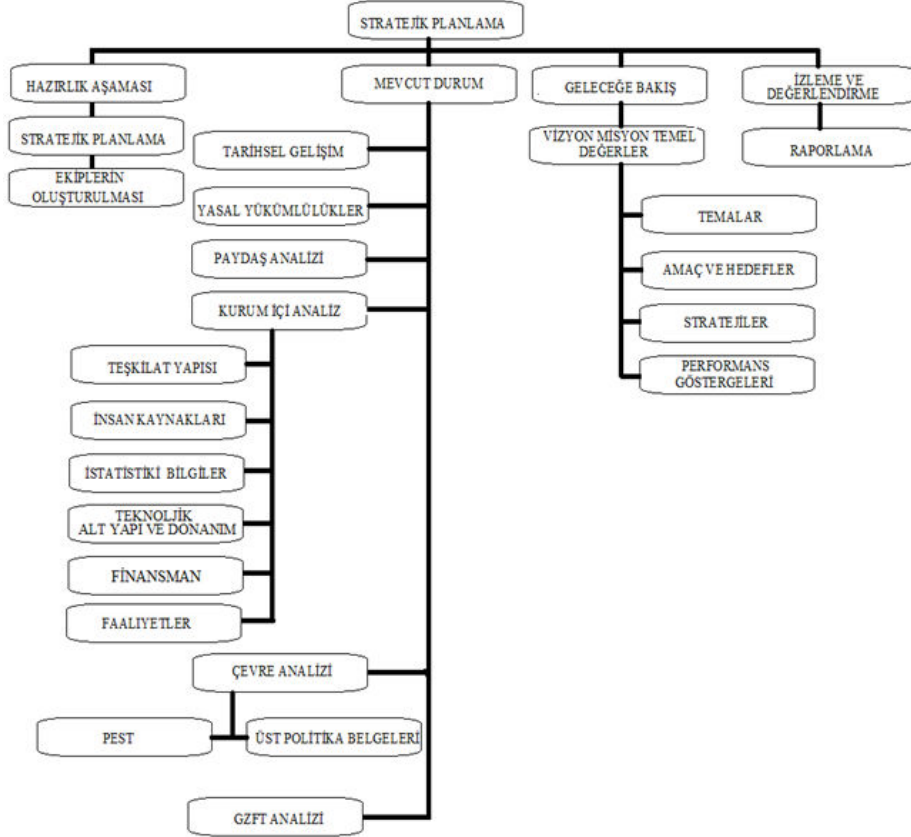 STRATEJİK PLANLAMA
HAZIRLIK AŞAMASI
STRATEJİK PLANLAMA
EKİPLERİN
OLUŞTURULMASI
MEVCUT DURUM
TARİHSEL GELİŞİM
YASAL YÜKÜMLÜLÜKLER
PAYDAŞ ANALİZİ
KURUM İÇİ ANALİZ
TEŞKİLAT YAPISI
İNSAN KAYNAKLARI
İSTATİSTİKİ BİLGİLER
TEKNOLJİK
ALT YAPI VE DONANIM
FİNANSMAN
FAALIYETLER
ÇEVRE ANALİZİ
PEST
ÜST POLİTİKA BELGELERİ
GZFT ANALİZİ
GELECEĞE BAKIŞ
VİZYON MİSYON TEMEL
DEĞERLER
TEMALAR
AMAÇ VE HEDEFLER
STRATEJİLER
PERFORMANS
GÖSTERGELERİ
İZLEME VE
DEĞERLENDİRME
RAPORLAMA